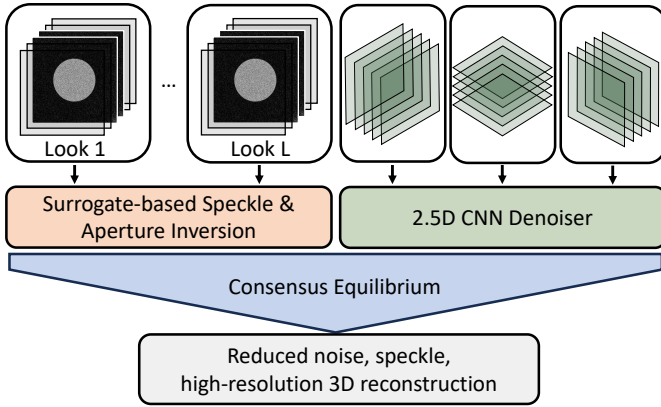 Look 1
...
Look L
Surrogate-based Speckle &
Aperture Inversion
2.5D CNN Denoiser
Consensus Equilibrium
Reduced noise, speckle,
high-resolution 3D reconstruction